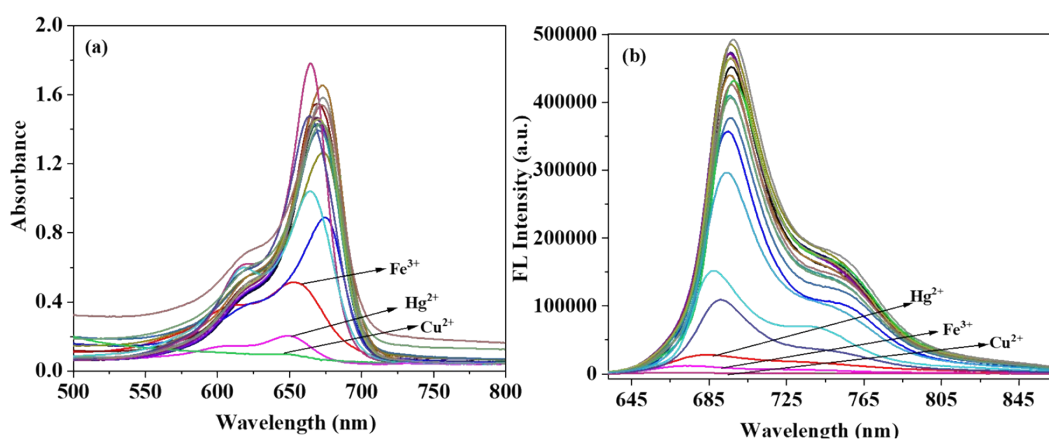 (a)
Absorbance
2.0
1.6
1.2
0.8
0.4
0.0
Fe³⁺
Hg²⁺
Cu²⁺
500 550 600 650 700 750 800
Wavelength (nm)
(b)
FL Intensity (a.u.)
500000
400000
300000
200000
100000
0
Hg²⁺
Fe³⁺
Cu²⁺
645 685 725 765 805 845
Wavelength (nm)